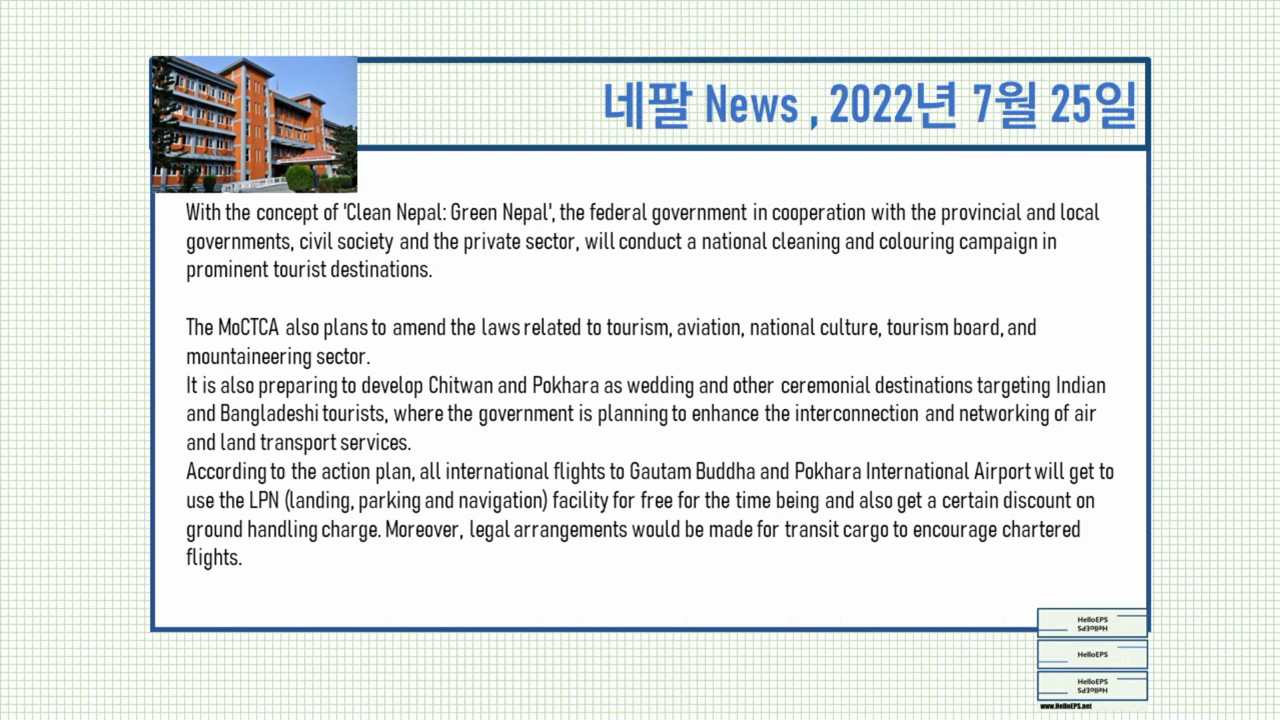 네팔 News , 2022년 7월 25일
With the concept of 'Clean Nepal: Green Nepal', the federal government in cooperation with the provincial and local
governments, civil society and the private sector, will conduct a national cleaning and colouring campaign in
prominent tourist destinations.
The MoCTCA also plans to amend the laws related to tourism, aviation, national culture, tourism board, and
mountaineering sector.
It is also preparing to develop Chitwan and Pokhara as wedding and other ceremonial destinations targeting Indian
and Bangladeshi tourists, where the government is planning to enhance the interconnection and networking of air
and land transport services.
According to the action plan, all international flights to Gautam Buddha and Pokhara International Airport will get to
use the LPN (landing, parking and navigation) facility for free for the time being and also get a certain discount on
ground handling charge. Moreover, legal arrangements would be made for transit cargo to encourage chartered
flights.
HelloEPS
HelloEPS
HelloEPS
HelloEPS
HelloEPS
www.HelloEPS.net